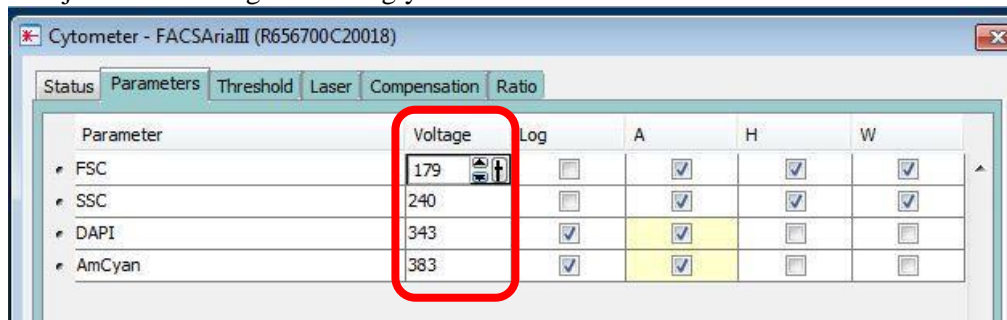 Cytometer - FACSAriaIII (R656700C20018)
Status Parameters Threshold Laser Compensation Ratio
Parameter Voltage Log A H W
FSC 179
SSC 240
DAPI 343
AmCyan 383